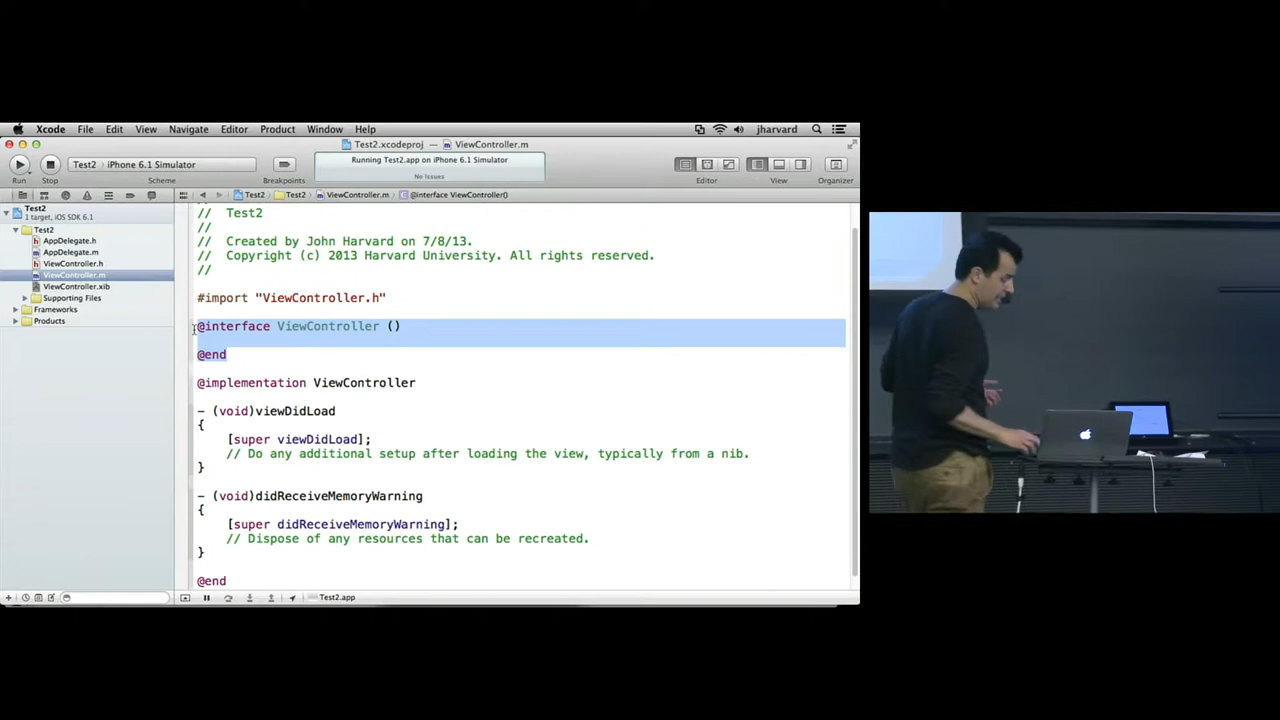 Xcode File Edit View Navigate Editor Product Window Help jharvard
Test2.xcodeproj — ViewController.m
Test2 iPhone 6.1 Simulator
Running Test2.app on iPhone 6.1 Simulator
No Issues
Run Stop Scheme Breakpoints Editor View Organizer
Test2 Test2 ViewController.m @interface ViewController()
Test2
1 target, iOS SDK 6.1
Test2
AppDelegate.h
AppDelegate.m
ViewController.h
ViewController.m
ViewController.xib
Supporting Files
Frameworks
Products
// Test2
//
// Created by John Harvard on 7/8/13.
// Copyright (c) 2013 Harvard University. All rights reserved.
//
#import "ViewController.h"
@interface ViewController ()
@end
@implementation ViewController
- (void)viewDidLoad
{
[super viewDidLoad];
// Do any additional setup after loading the view, typically from a nib.
}
- (void)didReceiveMemoryWarning
{
[super didReceiveMemoryWarning];
// Dispose of any resources that can be recreated.
}
@end
Test2.app